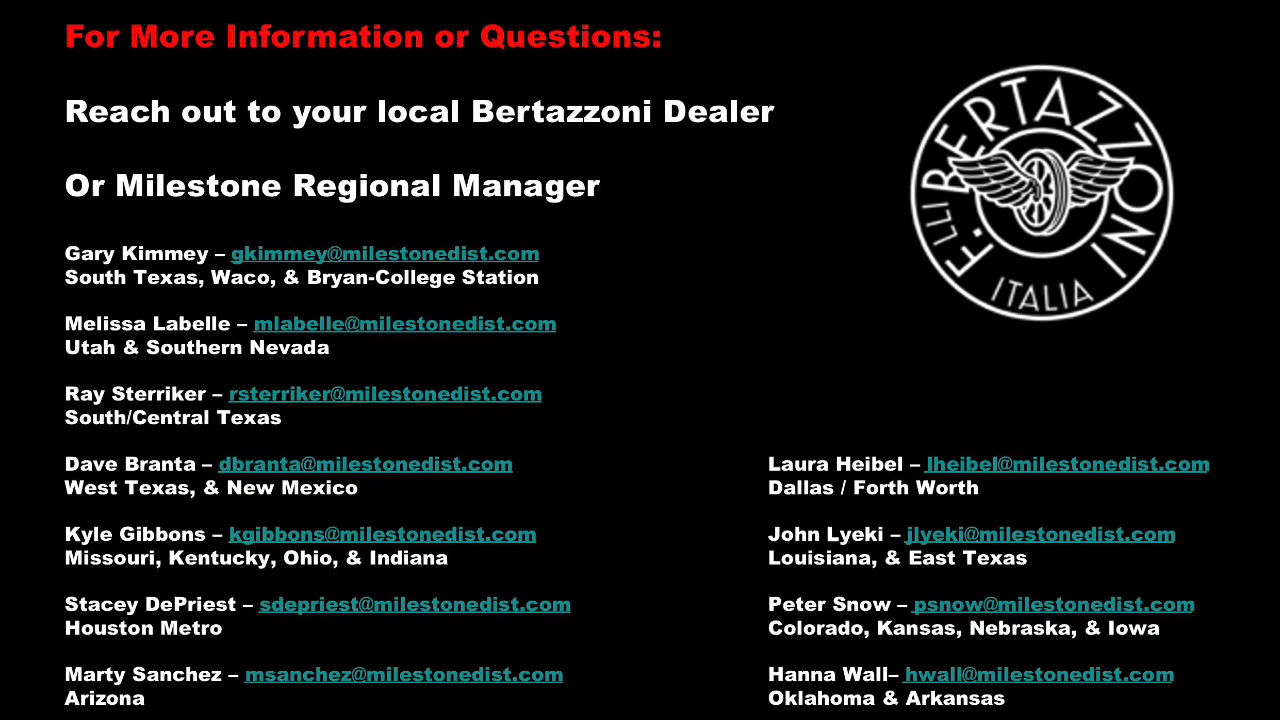 For More Information or Questions:
Reach out to your local Bertazzoni Dealer
Or Milestone Regional Manager
Gary Kimmey – gkimmey@milestonedist.com
South Texas, Waco, & Bryan-College Station
Melissa Labelle – mlabelle@milestonedist.com
Utah & Southern Nevada
Ray Sterriker – rsterriker@milestonedist.com
South/Central Texas
Dave Branta – dbranta@milestonedist.com
West Texas, & New Mexico
Kyle Gibbons – kgibbons@milestonedist.com
Missouri, Kentucky, Ohio, & Indiana
Stacey DePriest – sdepriest@milestonedist.com
Houston Metro
Marty Sanchez – msanchez@milestonedist.com
Arizona
F.LLI BERTAZZONI
ITALIA
Laura Heibel – lheibel@milestonedist.com
Dallas / Forth Worth
John Lyeki – jlyeki@milestonedist.com
Louisiana, & East Texas
Peter Snow – psnow@milestonedist.com
Colorado, Kansas, Nebraska, & Iowa
Hanna Wall– hwall@milestonedist.com
Oklahoma & Arkansas